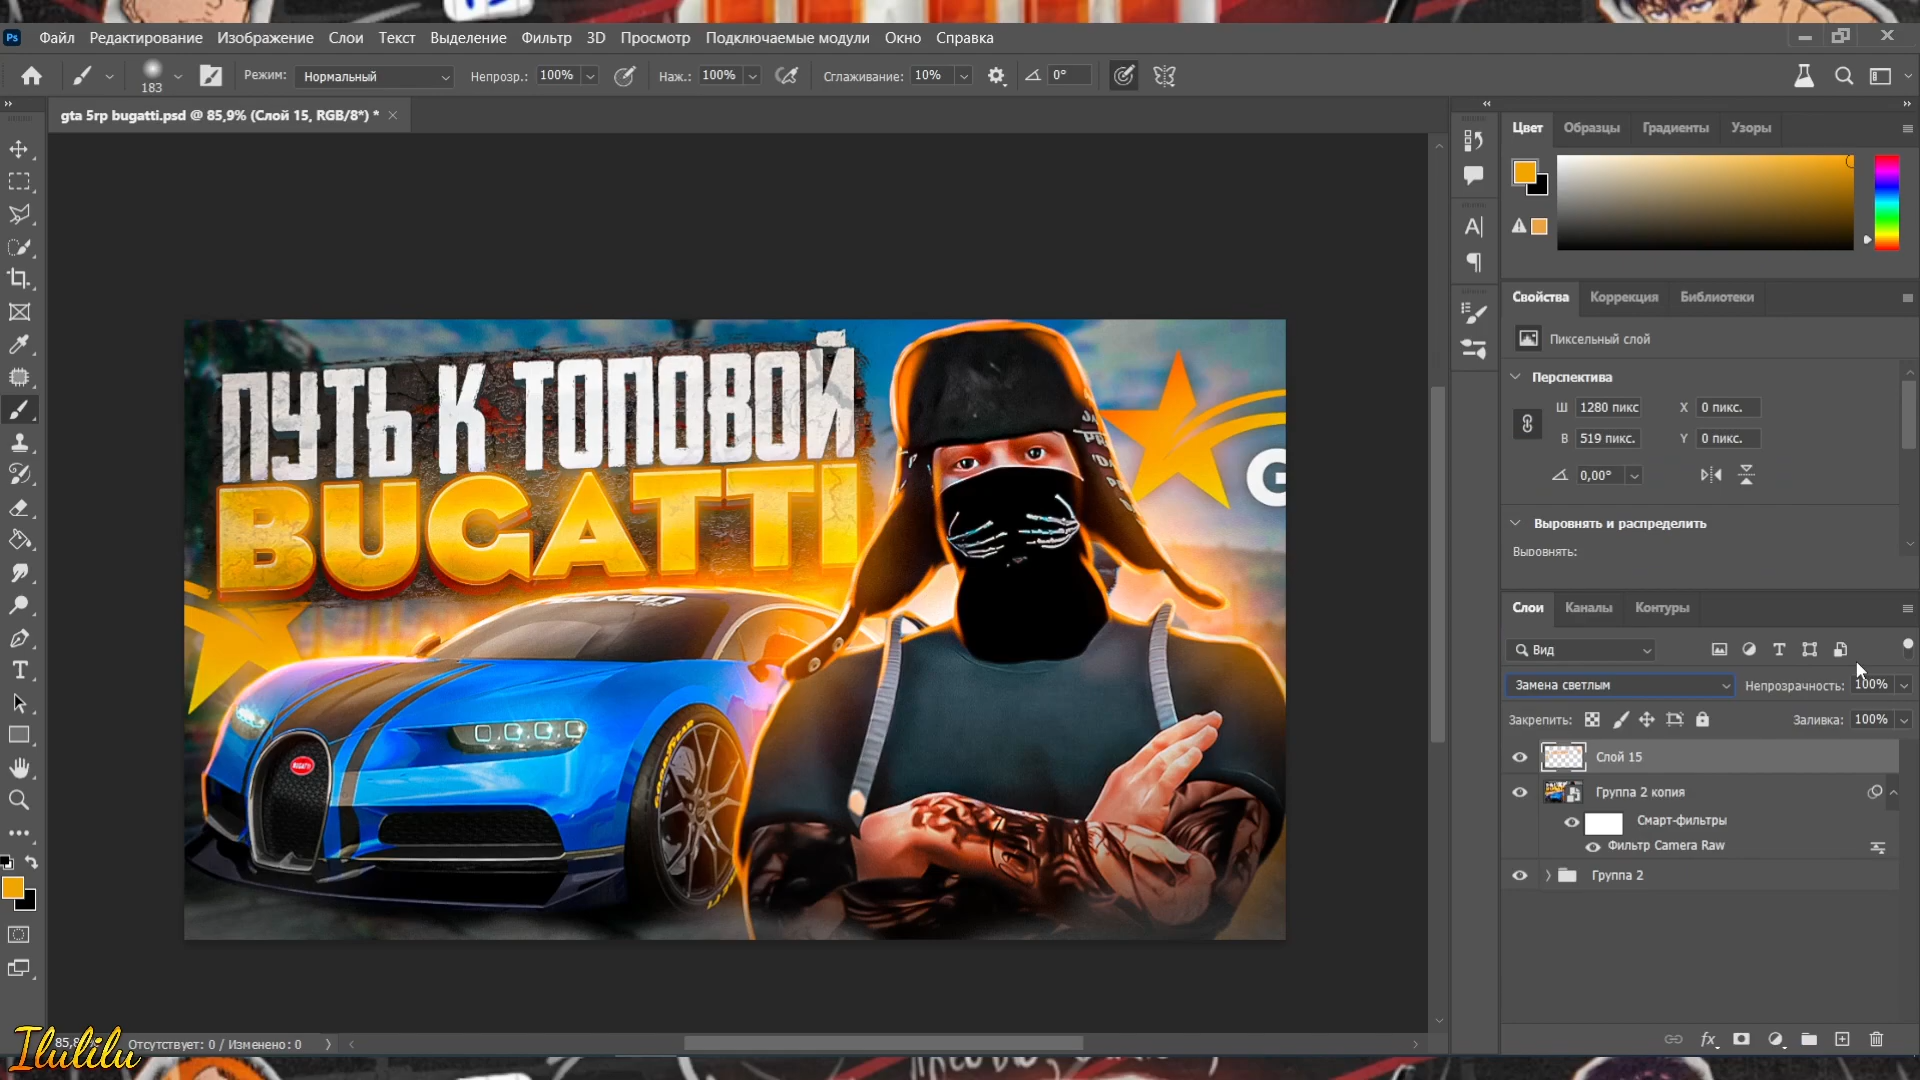 Ps Файл Редактирование Изображение Слои Текст Выделение Фильтр 3D Просмотр Подключаемые модули Окно Справка
183 Режим: Нормальный Непрозр.: 100% Наж.: 100% Сглаживание: 10% 0°
gta 5rp bugatti.psd @ 85,9% (Слой 15, RGB/8*) *
Цвет Образцы Градиенты Узоры
Свойства Коррекция Библиотеки
Пиксельный слой
Перспектива
Ш 1280 пикс X 0 пикс.
В 519 пикс. Y 0 пикс.
0,00°
Выровнять и распределить
Выровнять:
Слои Каналы Контуры
Вид
Замена светлым Непрозрачность: 100%
Закрепить: Заливка: 100%
Слой 15
Группа 2 копия
Смарт-фильтры
Фильтр Camera Raw
Группа 2
fx
ПУТЬ К ТОПОВОЙ
BUGATTI
G
BUGATTI
Отсутствует: 0 / Изменено: 0
Ilulilu